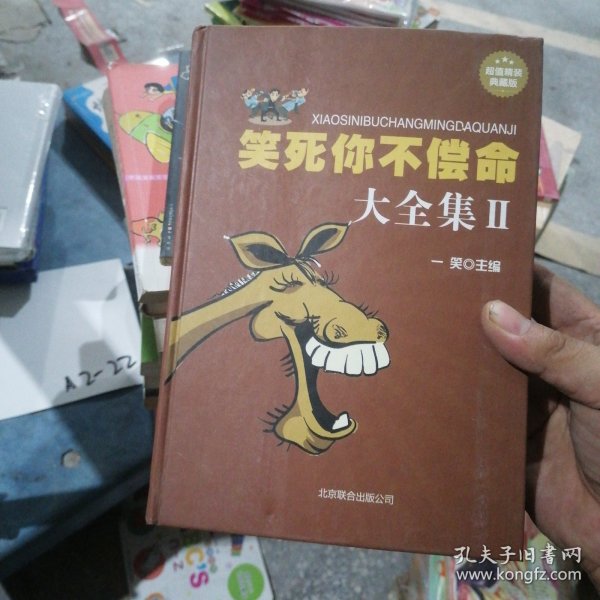 超值精装
典藏版
XIAOSINIBUCHANGMINGDAQUANJI
笑死你不偿命
大全集 II
一 笑◎主编
北京联合出版公司
A2-22
孔夫子旧书网
www.kongfz.com